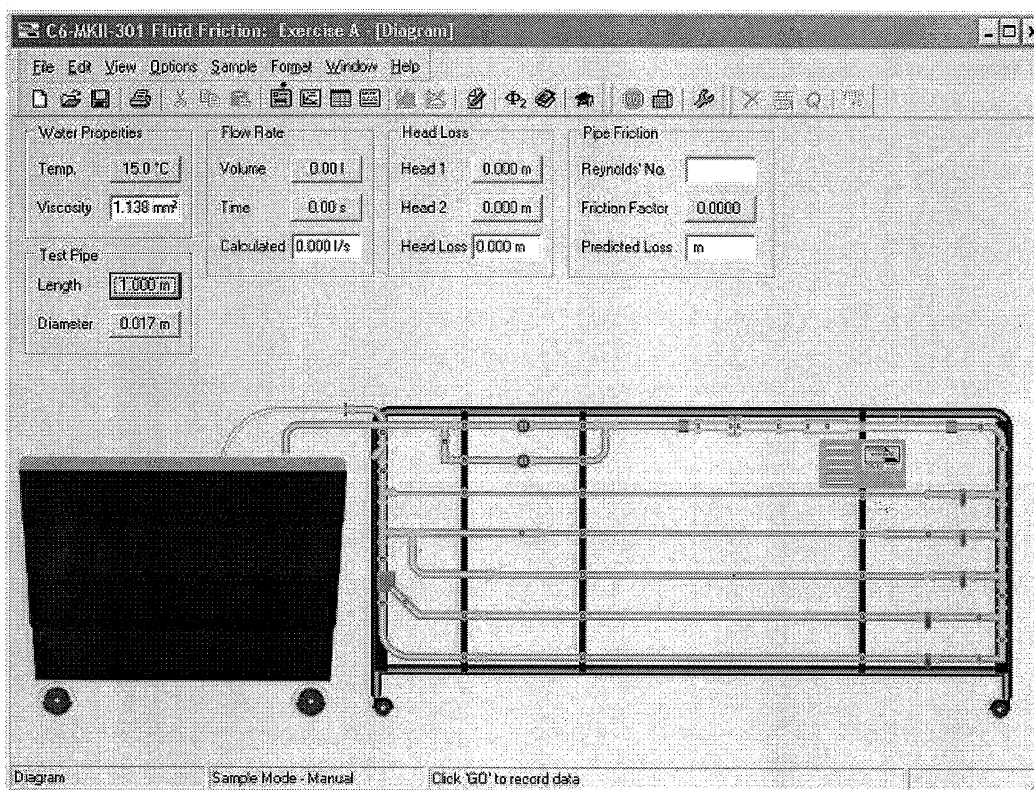 C6-MKII-301 Fluid Friction: Exercise A - [Diagram]
File Edit View Options Sample Format Window Help
Water Properties
Temp. 15.0 °C
Viscosity 1.138 mm²
Test Pipe
Length 1.000 m
Diameter 0.017 m
Flow Rate
Volume 0.00 l
Time 0.00 s
Calculated 0.000 l/s
Head Loss
Head 1 0.000 m
Head 2 0.000 m
Head Loss 0.000 m
Pipe Friction
Reynolds' No.
Friction Factor 0.0000
Predicted Loss m
Diagram
Sample Mode - Manual
Click 'GO' to record data